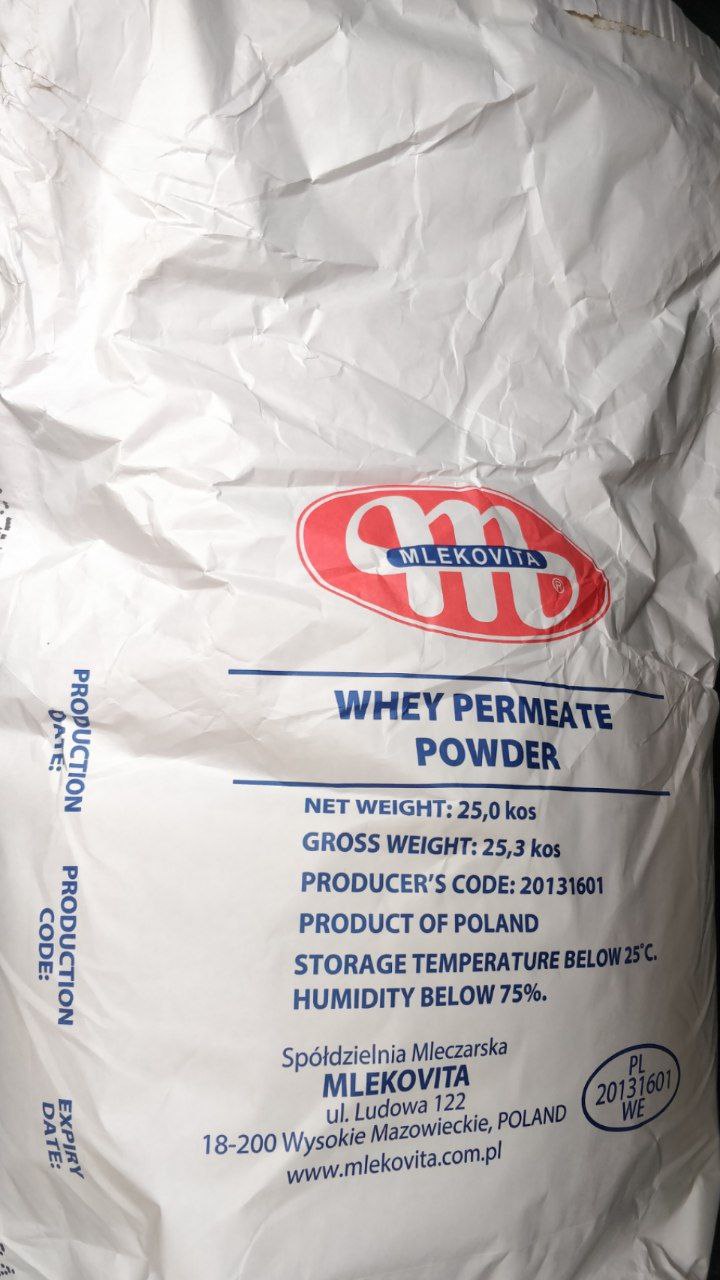 MLEKOVITA
®
WHEY PERMEATE
POWDER
NET WEIGHT: 25,0 kos
GROSS WEIGHT: 25,3 kos
PRODUCER'S CODE: 20131601
PRODUCT OF POLAND
STORAGE TEMPERATURE BELOW 25°C.
HUMIDITY BELOW 75%.
Spółdzielnia Mleczarska
MLEKOVITA
ul. Ludowa 122
18-200 Wysokie Mazowieckie, POLAND
www.mlekovita.com.pl
PL
20131601
WE
PRODUCTION
DATE:
PRODUCTION
CODE:
EXPIRY
DATE: